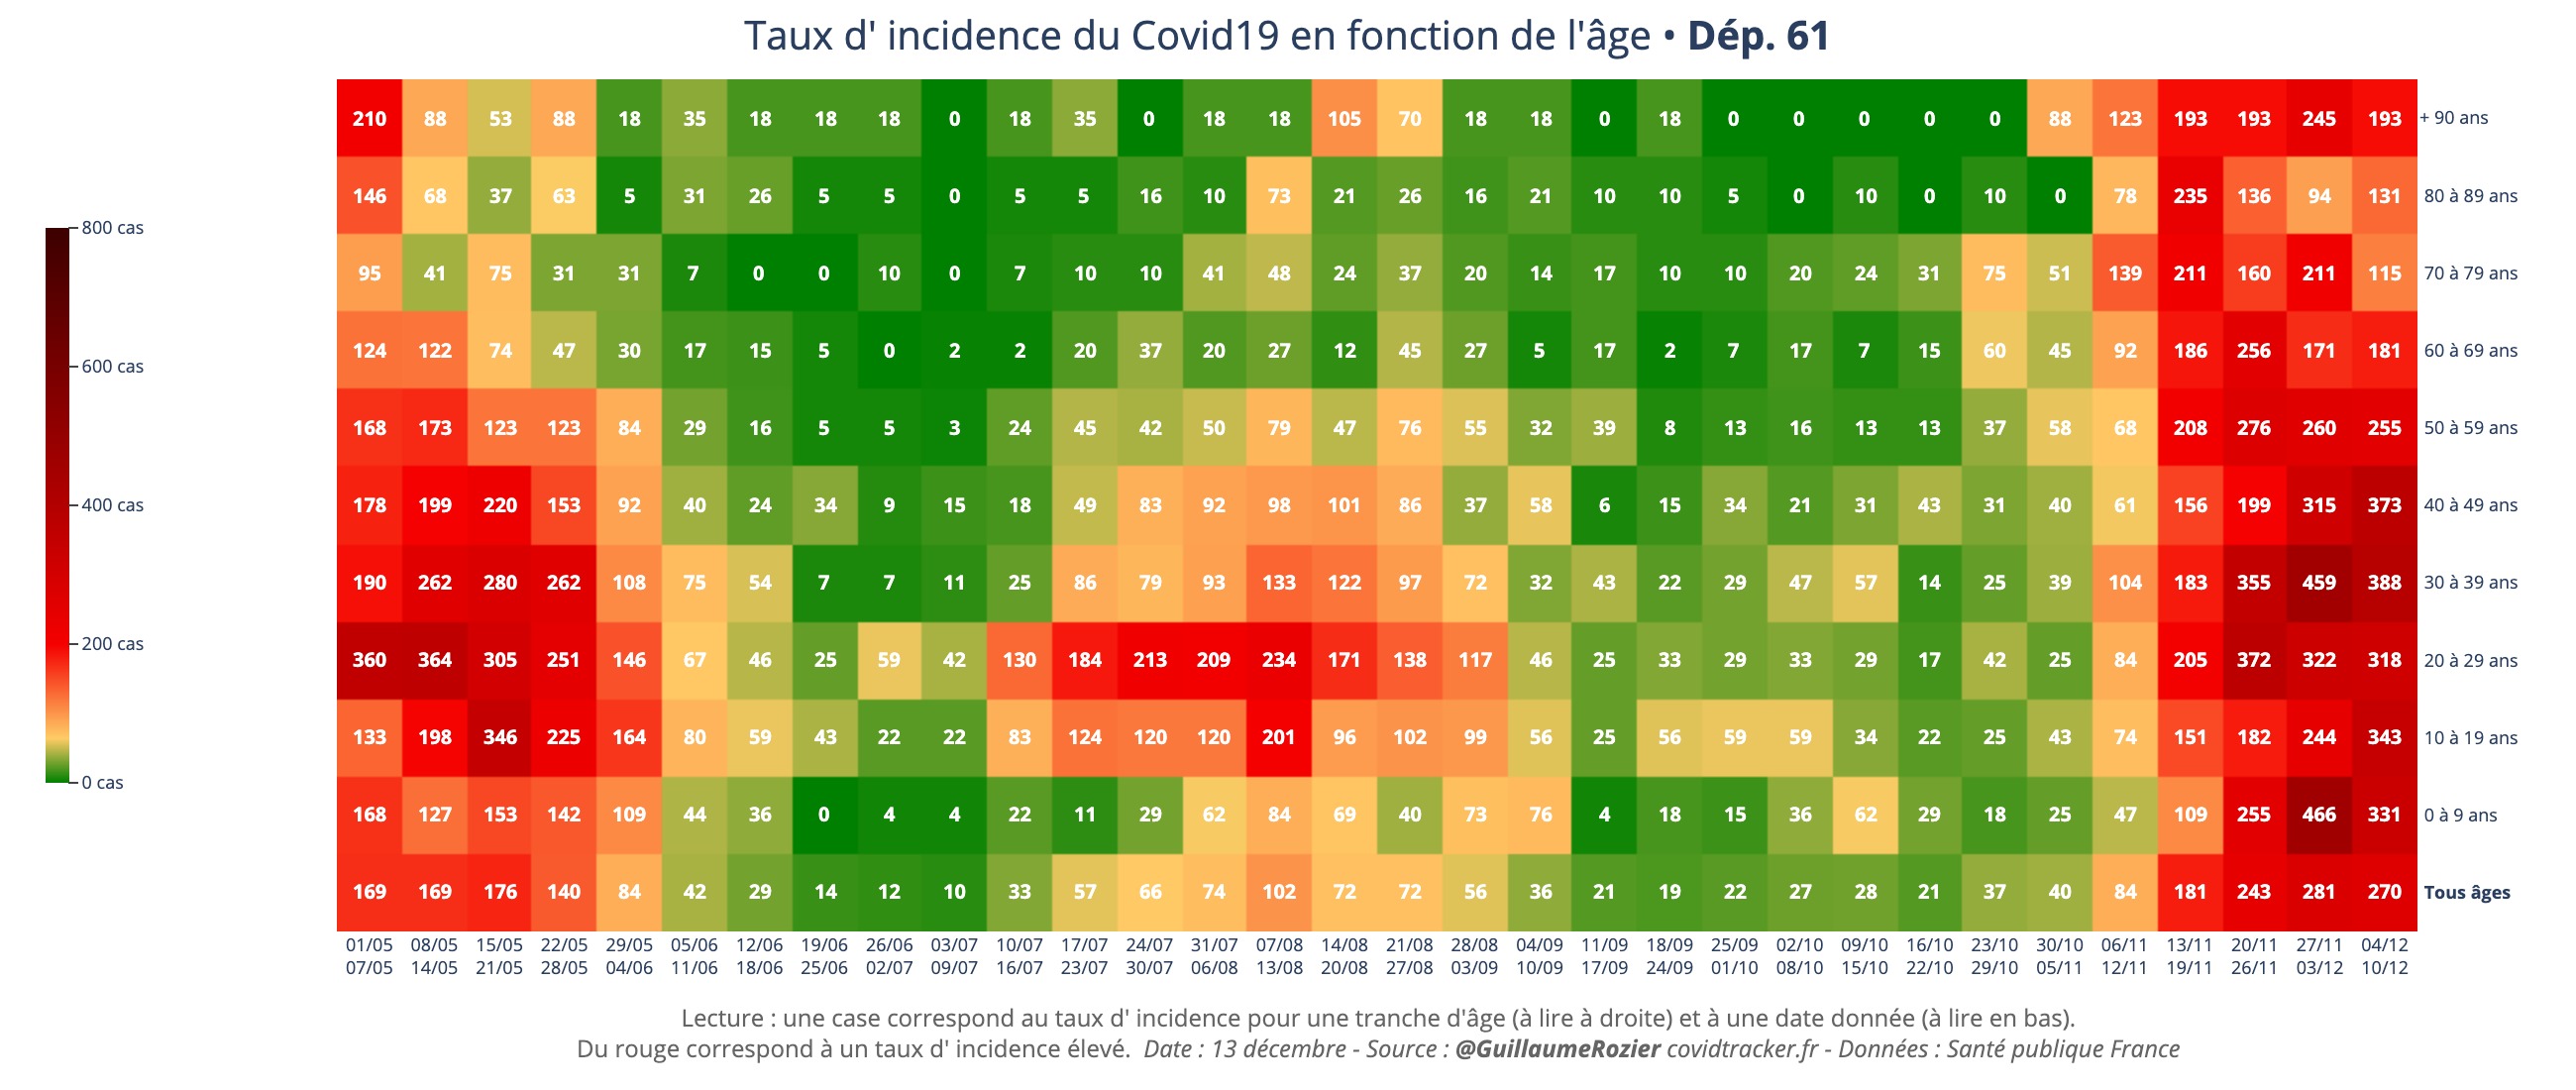 Taux d' incidence du Covid19 en fonction de l'âge • Dép. 61
800 cas
600 cas
400 cas
200 cas
0 cas
210 88 53 88 18 35 18 18 18 0 18 35 0 18 18 105 70 18 18 0 18 0 0 0 0 0 88 123 193 193 245 193 + 90 ans
146 68 37 63 5 31 26 5 5 0 5 5 16 10 73 21 26 16 21 10 10 5 0 10 0 10 0 78 235 136 94 131 80 à 89 ans
95 41 75 31 31 7 0 0 10 0 7 10 10 41 48 24 37 20 14 17 10 10 20 24 31 75 51 139 211 160 211 115 70 à 79 ans
124 122 74 47 30 17 15 5 0 2 2 20 37 20 27 12 45 27 5 17 2 7 17 7 15 60 45 92 186 256 171 181 60 à 69 ans
168 173 123 123 84 29 16 5 5 3 24 45 42 50 79 47 76 55 32 39 8 13 16 13 13 37 58 68 208 276 260 255 50 à 59 ans
178 199 220 153 92 40 24 34 9 15 18 49 83 92 98 101 86 37 58 6 15 34 21 31 43 31 40 61 156 199 315 373 40 à 49 ans
190 262 280 262 108 75 54 7 7 11 25 86 79 93 133 122 97 72 32 43 22 29 47 57 14 25 39 104 183 355 459 388 30 à 39 ans
360 364 305 251 146 67 46 25 59 42 130 184 213 209 234 171 138 117 46 25 33 29 33 29 17 42 25 84 205 372 322 318 20 à 29 ans
133 198 346 225 164 80 59 43 22 22 83 124 120 120 201 96 102 99 56 25 56 59 59 34 22 25 43 74 151 182 244 343 10 à 19 ans
168 127 153 142 109 44 36 0 4 4 22 11 29 62 84 69 40 73 76 4 18 15 36 62 29 18 25 47 109 255 466 331 0 à 9 ans
169 169 176 140 84 42 29 14 12 10 33 57 66 74 102 72 72 56 36 21 19 22 27 28 21 37 40 84 181 243 281 270 Tous âges
01/05 08/05 15/05 22/05 29/05 05/06 12/06 19/06 26/06 03/07 10/07 17/07 24/07 31/07 07/08 14/08 21/08 28/08 04/09 11/09 18/09 25/09 02/10 09/10 16/10 23/10 30/10 06/11 13/11 20/11 27/11 04/12
07/05 14/05 21/05 28/05 04/06 11/06 18/06 25/06 02/07 09/07 16/07 23/07 30/07 06/08 13/08 20/08 27/08 03/09 10/09 17/09 24/09 01/10 08/10 15/10 22/10 29/10 05/11 12/11 19/11 26/11 03/12 10/12
Lecture : une case correspond au taux d' incidence pour une tranche d'âge (à lire à droite) et à une date donnée (à lire en bas).
Du rouge correspond à un taux d' incidence élevé. Date : 13 décembre - Source : @GuillaumeRozier covidtracker.fr - Données : Santé publique France